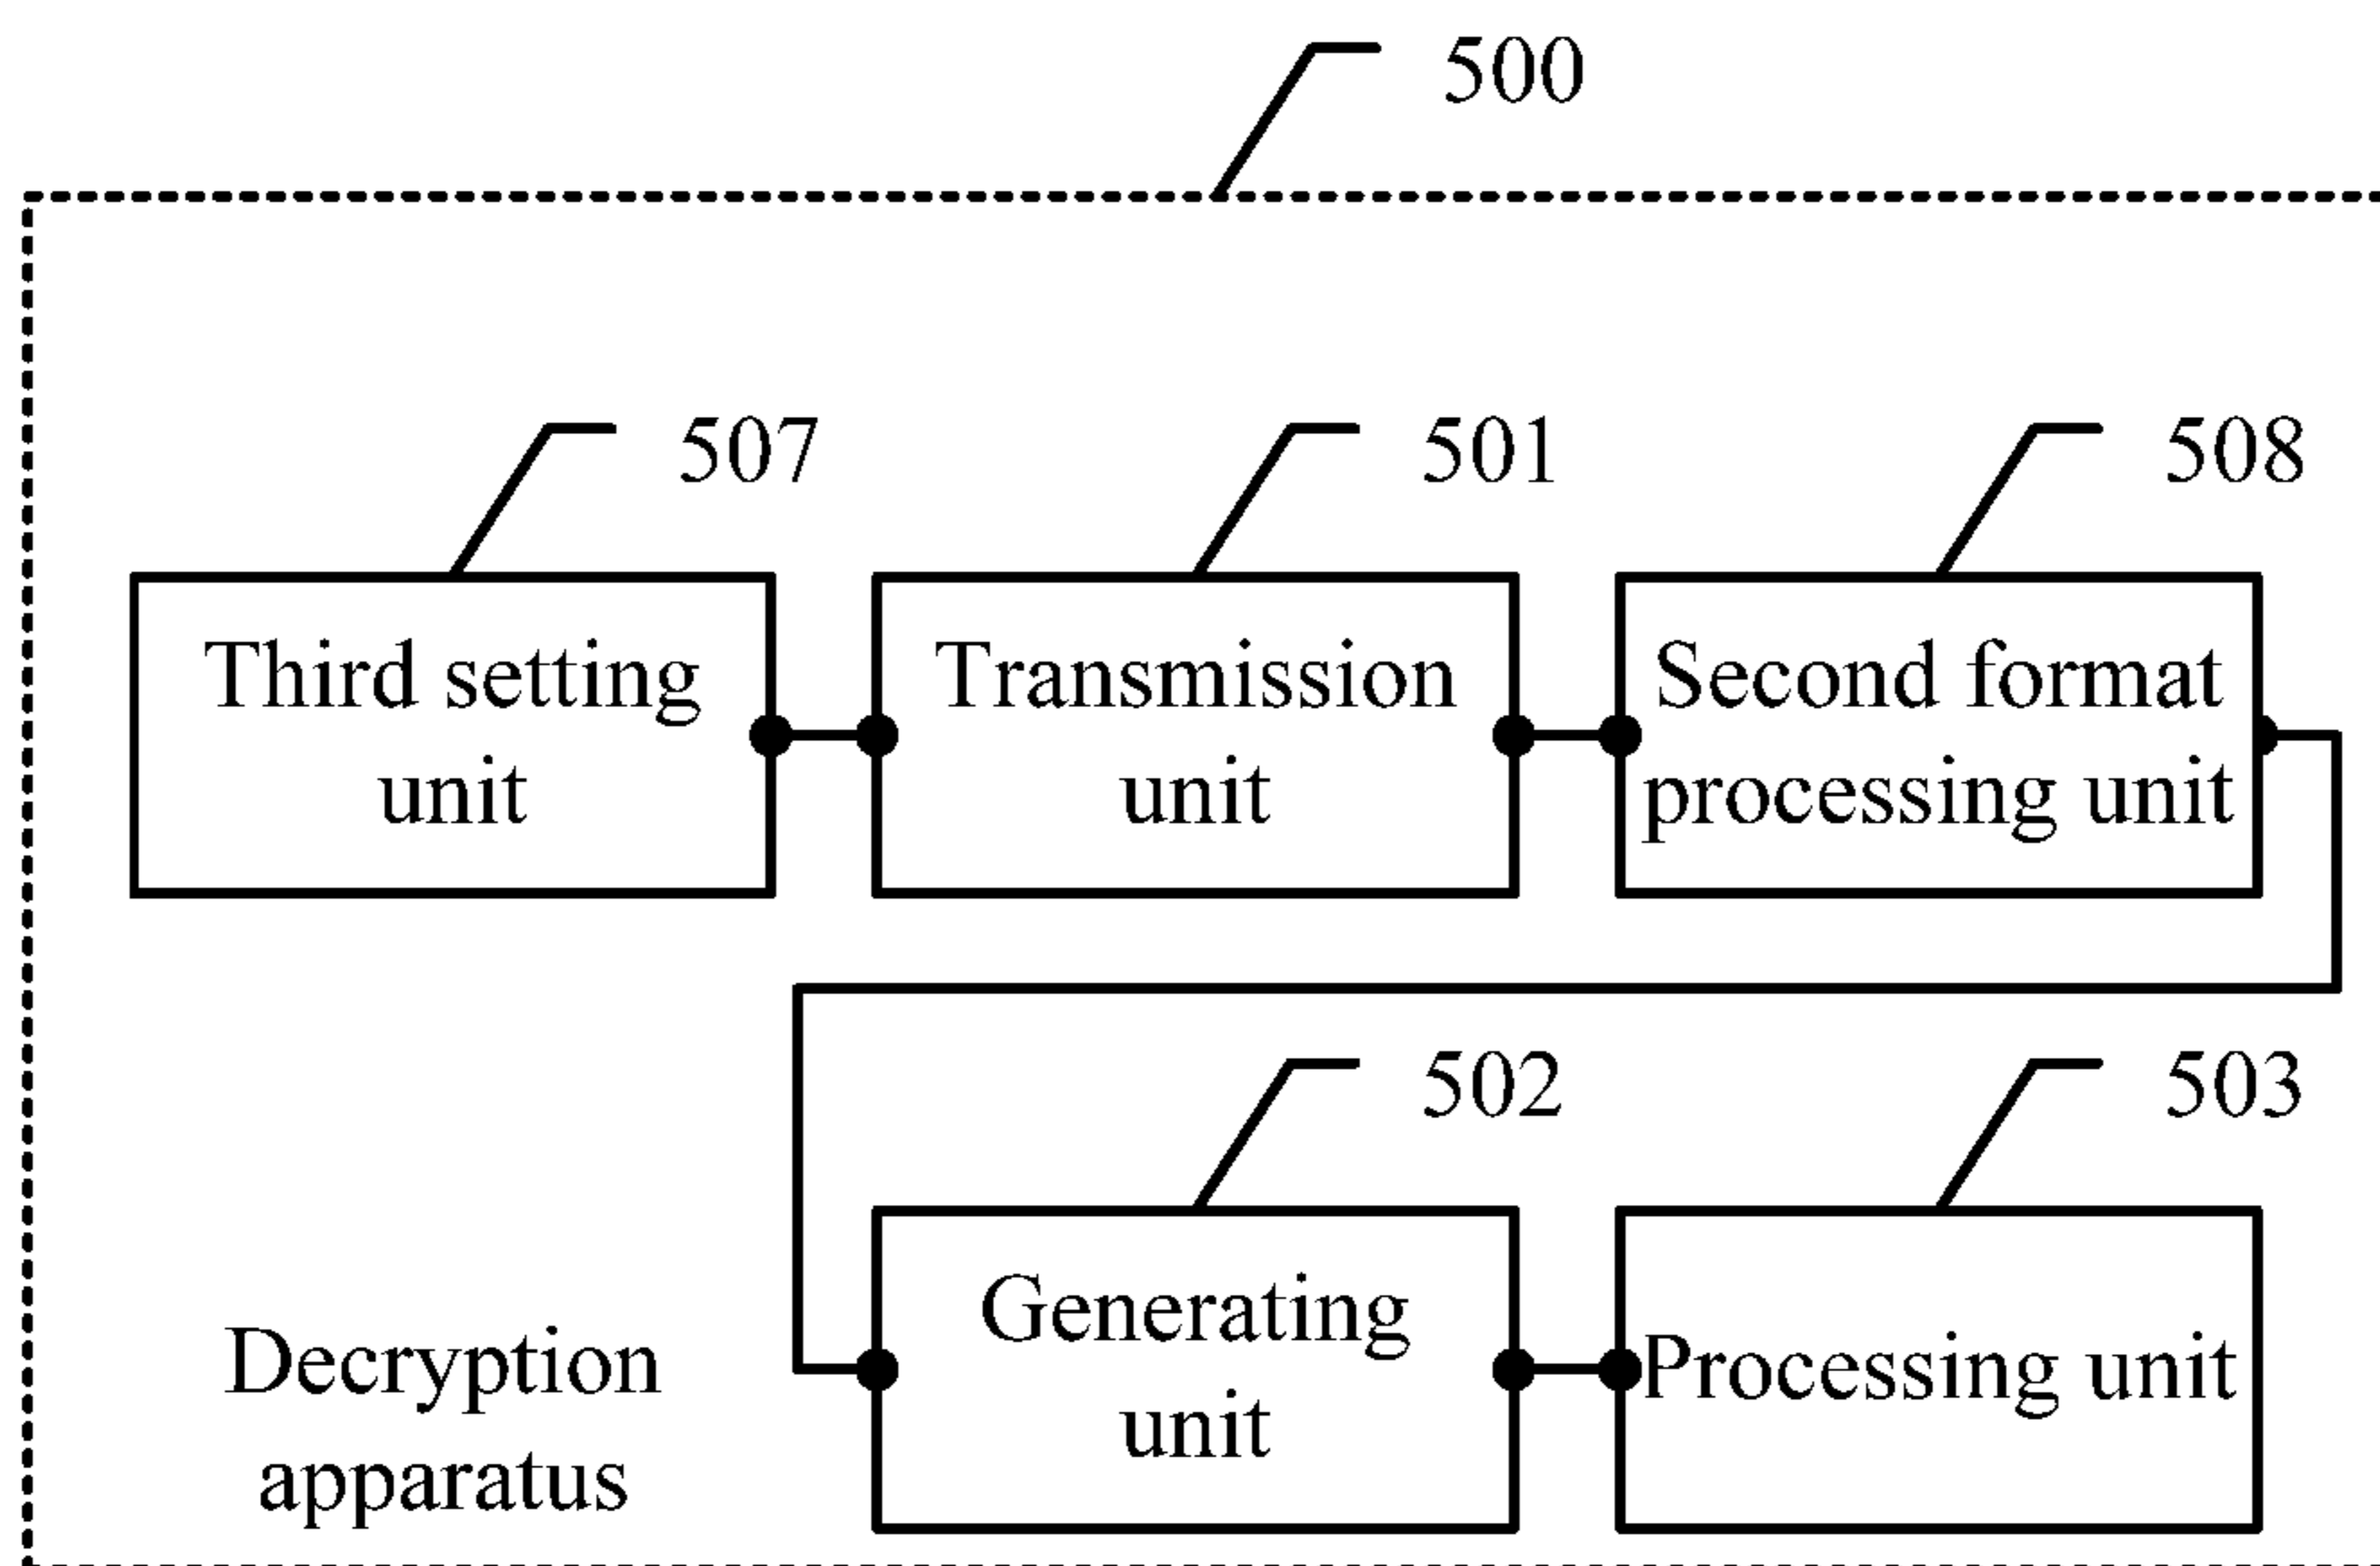 500
507
501
508
Third setting
unit
Transmission
unit
Second format
processing unit
502
503
Generating
unit
Processing unit
Decryption
apparatus